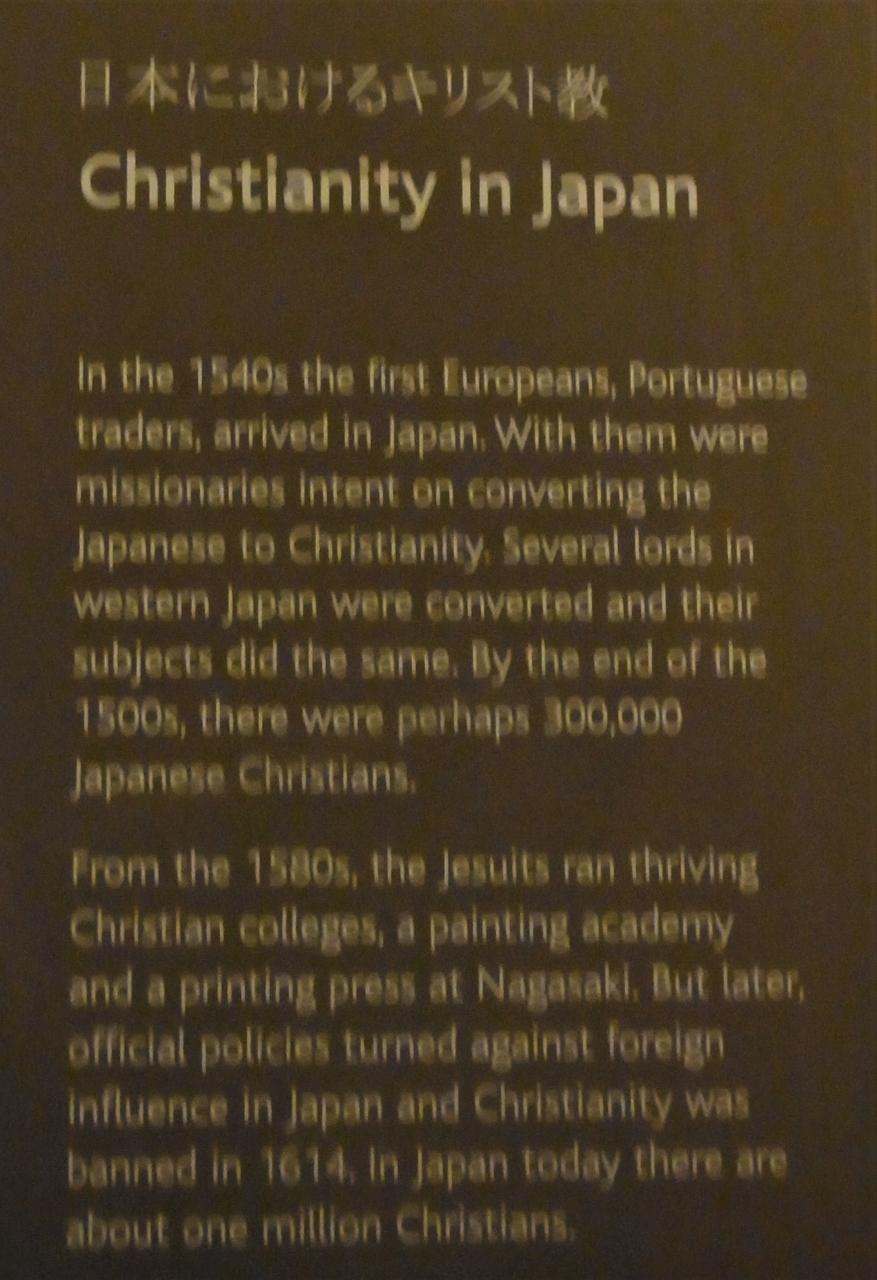 日本におけるキリスト教
Christianity in Japan
In the 1540s the first Europeans, Portuguese
traders, arrived in Japan. With them were
missionaries intent on converting the
Japanese to Christianity. Several lords in
western Japan were converted and their
subjects did the same. By the end of the
1500s, there were perhaps 300,000
Japanese Christians.
From the 1580s, the Jesuits ran thriving
Christian colleges, a painting academy
and a printing press at Nagasaki. But later,
official policies turned against foreign
influence in Japan and Christianity was
banned in 1614. In Japan today there are
about one million Christians.